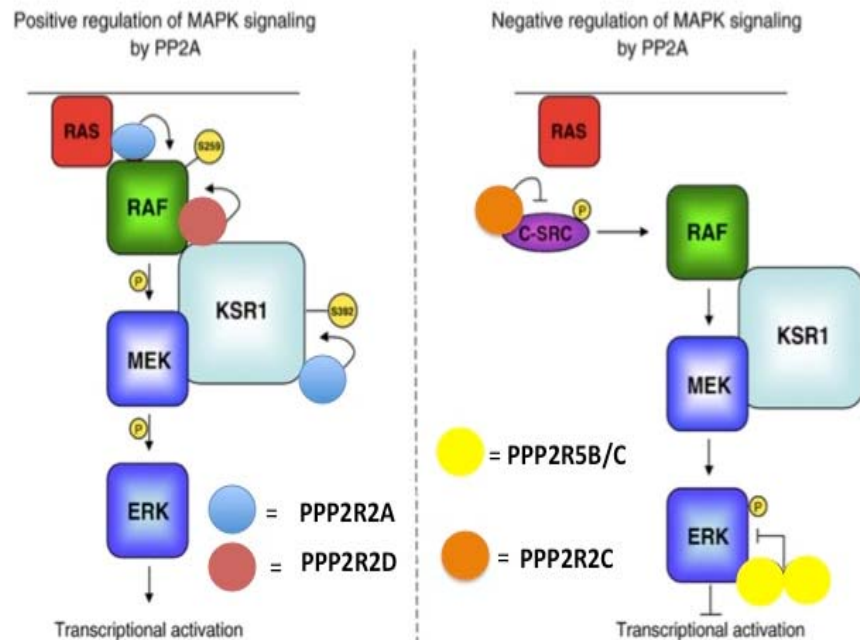 Positive regulation of MAPK signaling
by PP2A
RAS
S259
RAF
KSR1
P
S392
MEK
P
ERK
= PPP2R2A
= PPP2R2D
Transcriptional activation
Negative regulation of MAPK signaling
by PP2A
RAS
P
C-SRC
RAF
KSR1
MEK
= PPP2R5B/C
P
ERK
= PPP2R2C
Transcriptional activation